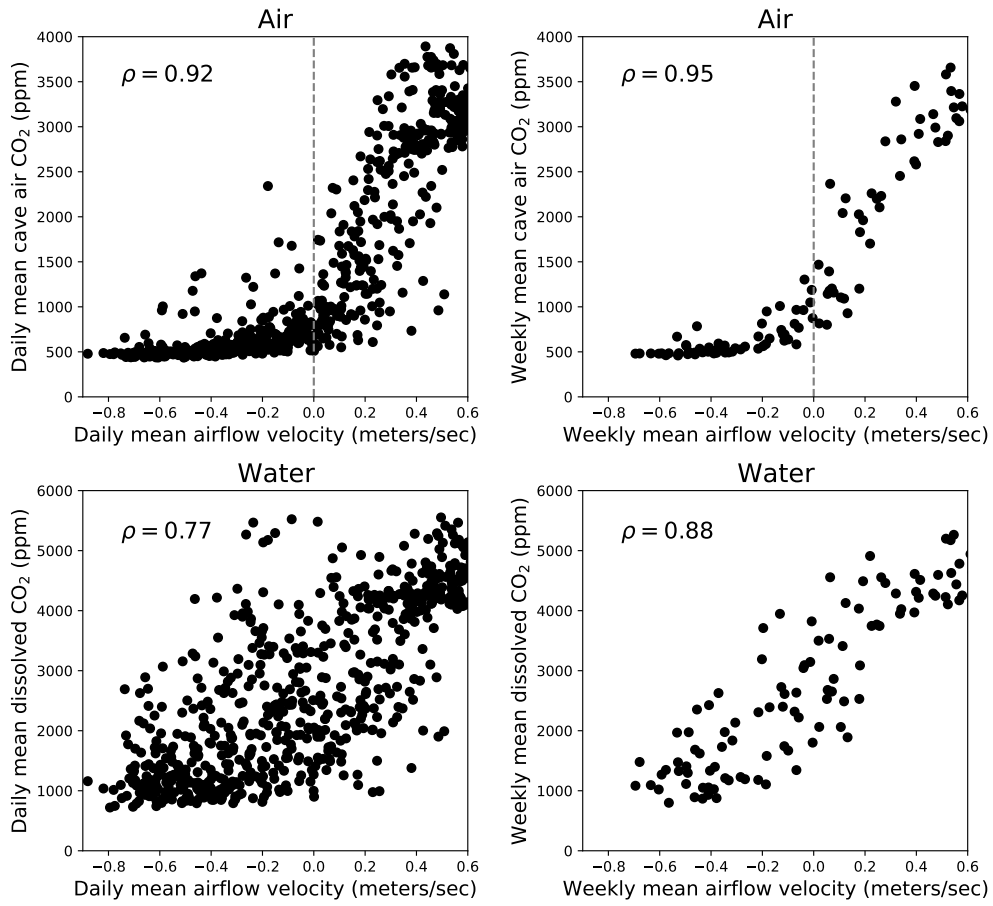 Air
ρ = 0.92
Daily mean cave air CO₂ (ppm)
4000
3500
3000
2500
2000
1500
1000
500
0
−0.8 −0.6 −0.4 −0.2 0.0 0.2 0.4 0.6
Daily mean airflow velocity (meters/sec)
Air
ρ = 0.95
Weekly mean cave air CO₂ (ppm)
4000
3500
3000
2500
2000
1500
1000
500
0
−0.8 −0.6 −0.4 −0.2 0.0 0.2 0.4 0.6
Weekly mean airflow velocity (meters/sec)
Water
ρ = 0.77
Daily mean dissolved CO₂ (ppm)
6000
5000
4000
3000
2000
1000
0
−0.8 −0.6 −0.4 −0.2 0.0 0.2 0.4 0.6
Daily mean airflow velocity (meters/sec)
Water
ρ = 0.88
Weekly mean dissolved CO₂ (ppm)
6000
5000
4000
3000
2000
1000
0
−0.8 −0.6 −0.4 −0.2 0.0 0.2 0.4 0.6
Weekly mean airflow velocity (meters/sec)